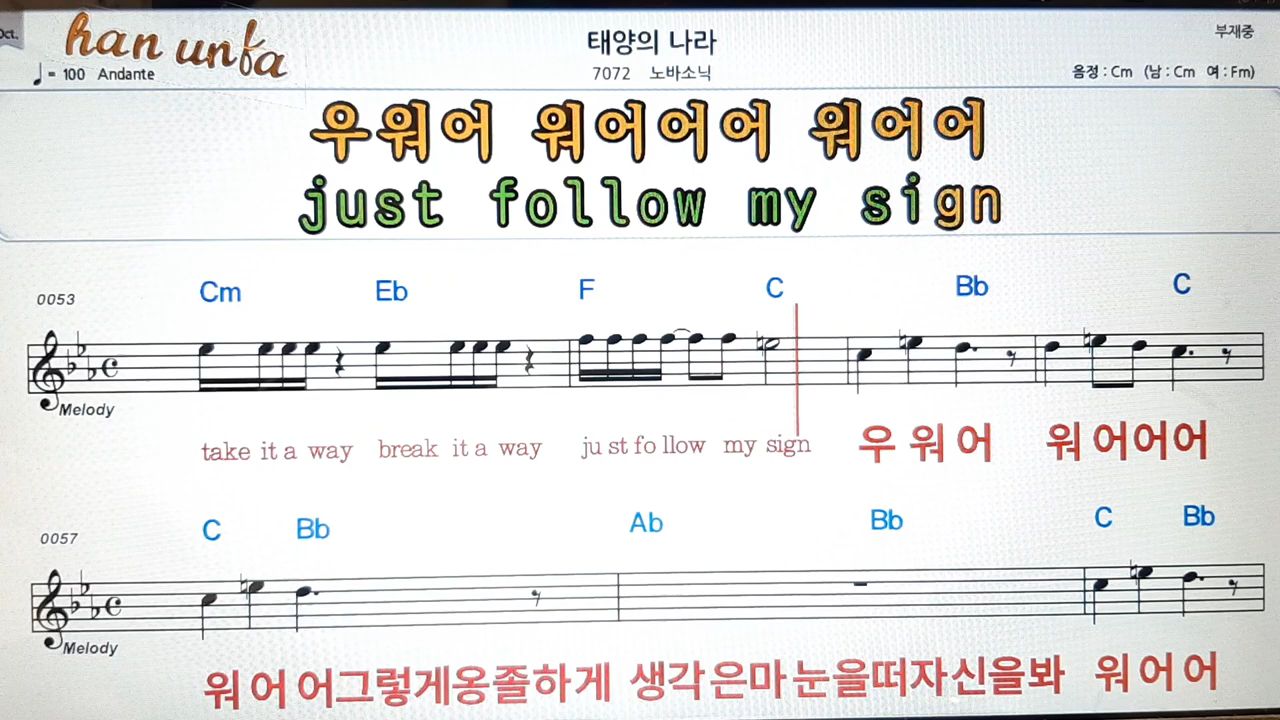 Oct.
han unfa
태양의 나라
부재중
♩ = 100 Andante
7072 노바소닉
음정 : Cm (남 : Cm 여 : Fm)
우워어 워어어어 워어어
just follow my sign
0053
Cm Eb F C Bb C
Melody
take it a way break it a way ju st fo llow my sign 우 워 어 워 어어어
0057
C Bb Ab Bb C Bb
Melody
워 어 어그렇게옹졸하게 생각은마 눈을떠자신을봐 워 어 어